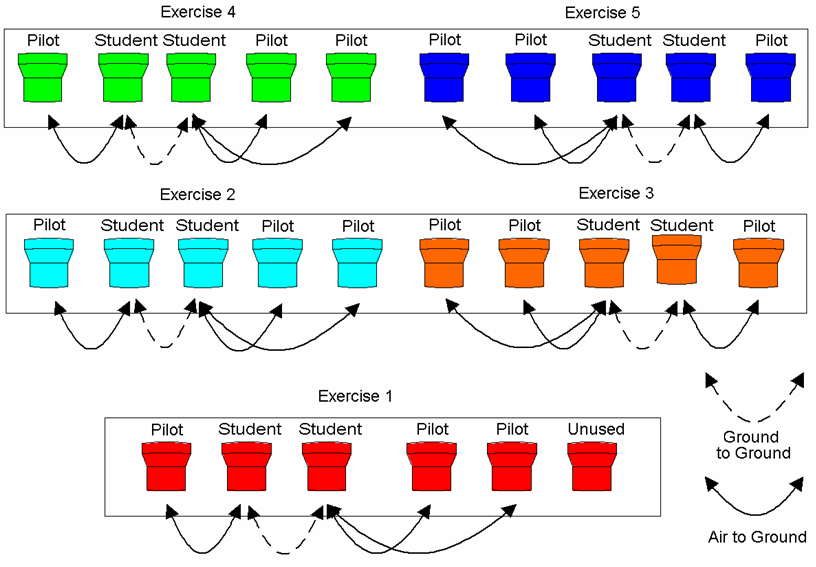 Exercise 4
Exercise 5
Pilot Student Student Pilot Pilot Pilot Pilot Student Student Pilot
Exercise 2
Exercise 3
Pilot Student Student Pilot Pilot Pilot Pilot Student Student Pilot
Exercise 1
Pilot Student Student Pilot Pilot Unused
Ground
to Ground
Air to Ground